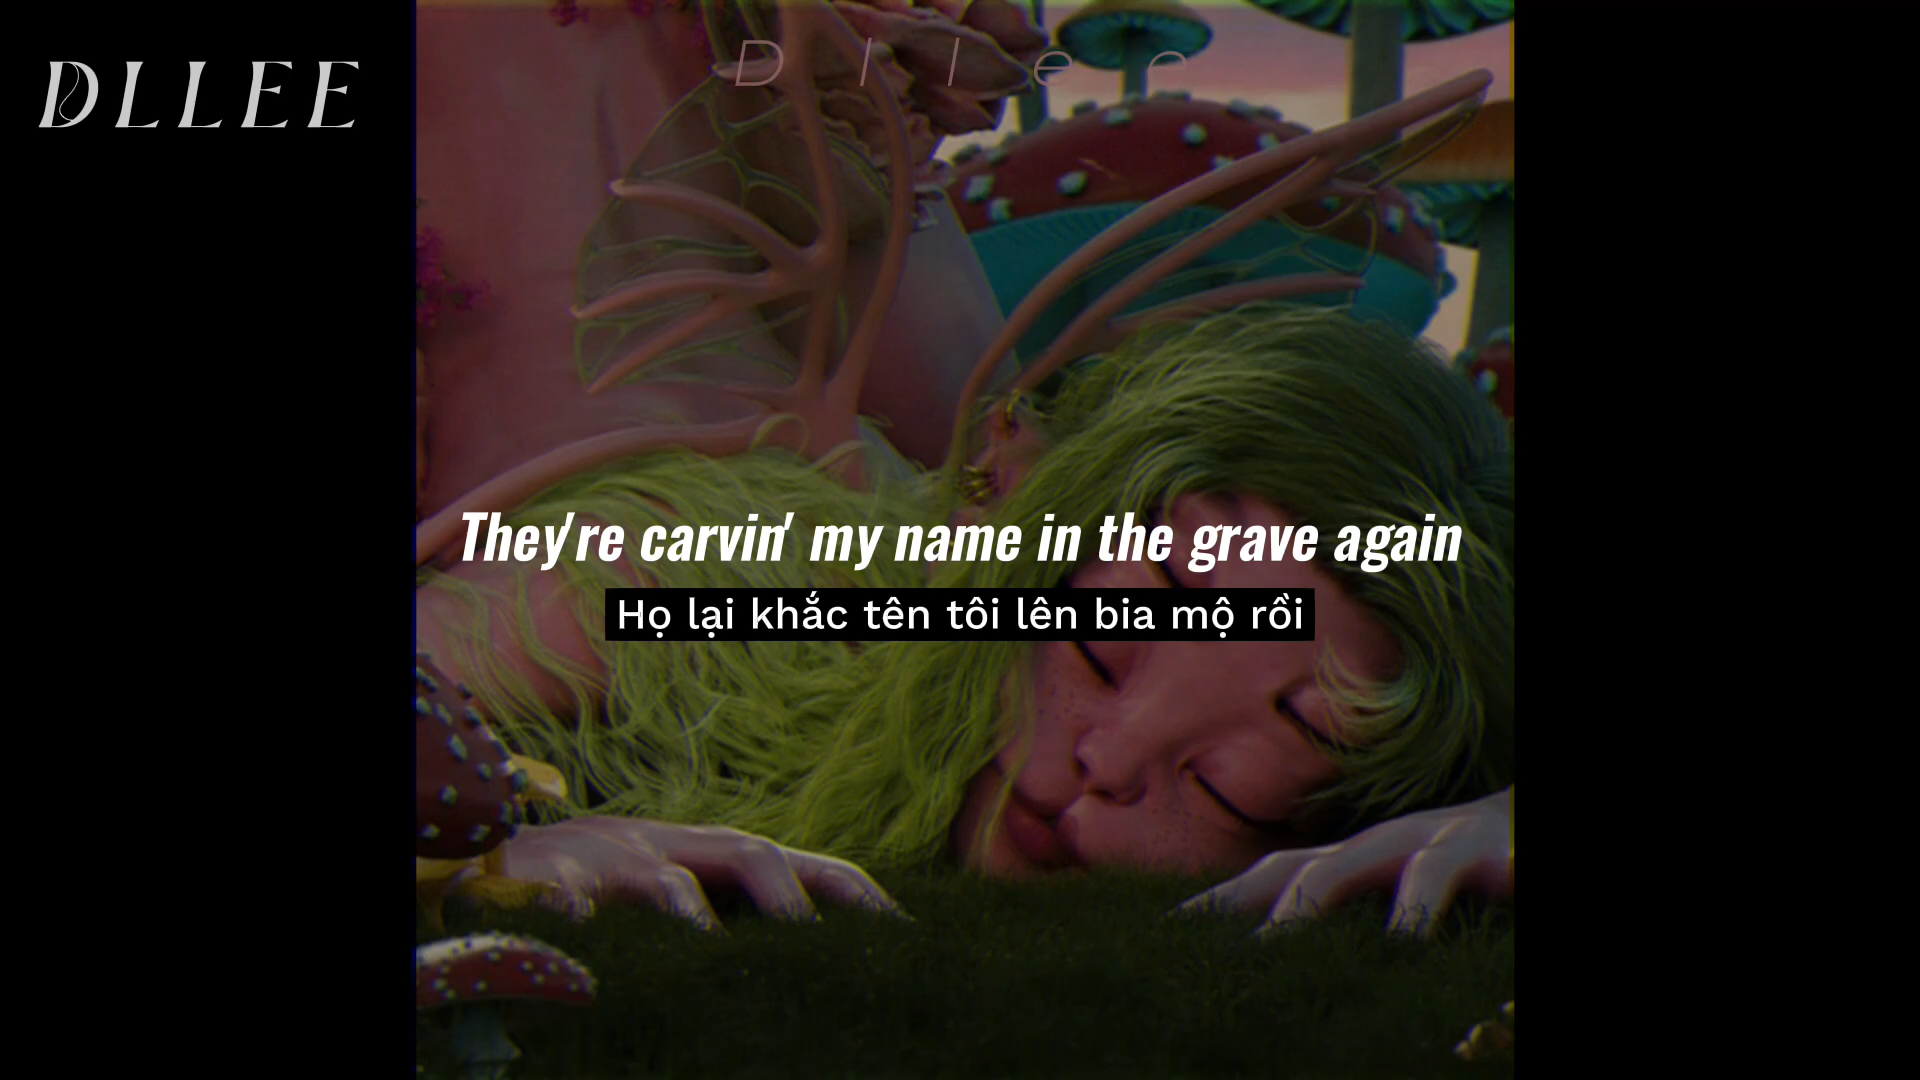 DLLEE
Dllee
They're carvin' my name in the grave again
Họ lại khắc tên tôi lên bia mộ rồi